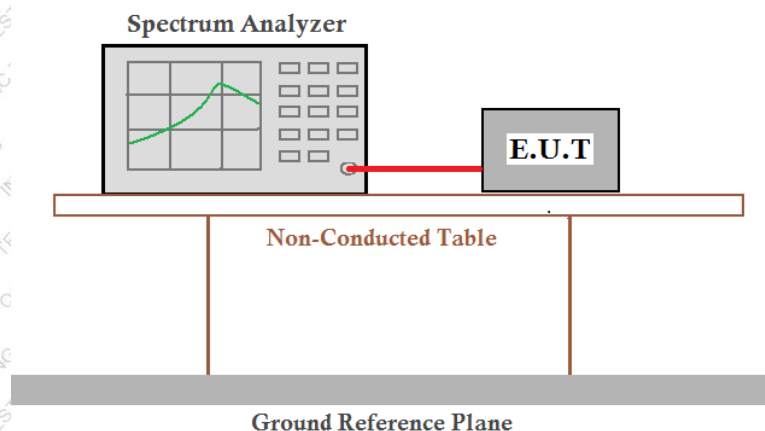 Spectrum Analyzer
E.U.T
Non-Conducted Table
Ground Reference Plane